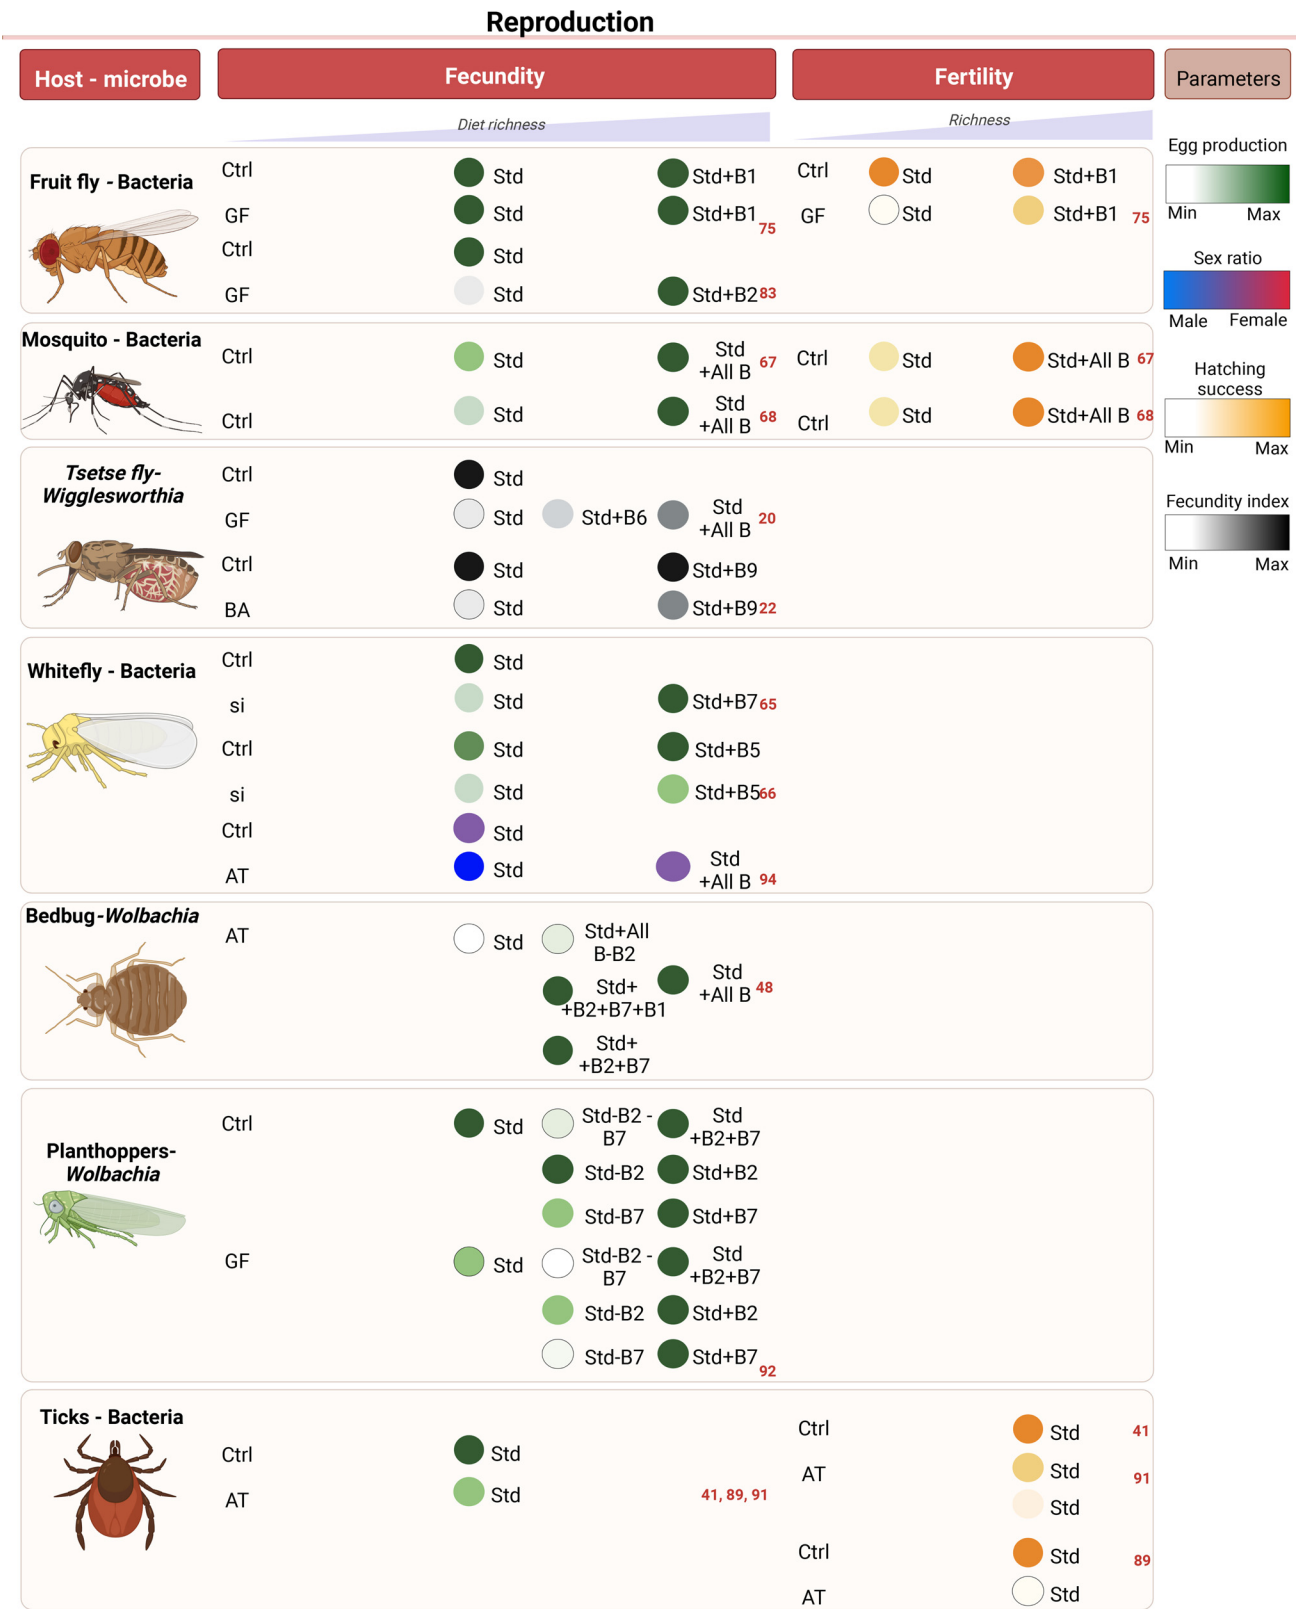 Reproduction
Host - microbe
Fecundity
Fertility
Parameters
Diet richness
Richness
Fruit fly - Bacteria
Ctrl
Std
Std+B1
GF
Std
Std+B1
75
Ctrl
Std
GF
Std
Std+B2 83
Ctrl
Std
Std+B1
GF
Std
Std+B1
75
Mosquito - Bacteria
Ctrl
Std
Std
+All B
67
Ctrl
Std
Std
+All B
68
Ctrl
Std
Std+All B 67
Ctrl
Std
Std+All B 68
Tsetse fly-
Wigglesworthia
Ctrl
Std
GF
Std
Std+B6
Std
+All B
20
Ctrl
Std
Std+B9
BA
Std
Std+B9 22
Whitefly - Bacteria
Ctrl
Std
si
Std
Std+B7 65
Ctrl
Std
Std+B5
si
Std
Std+B5 66
Ctrl
Std
AT
Std
Std
+All B
94
Bedbug-Wolbachia
AT
Std
Std+All
B-B2
Std+
+B2+B7+B1
Std+
+B2+B7
Std
+All B
48
Planthoppers-
Wolbachia
Ctrl
Std
Std-B2 -
B7
Std
+B2+B7
Std-B2
Std+B2
Std-B7
Std+B7
GF
Std
Std-B2 -
B7
Std
+B2+B7
Std-B2
Std+B2
Std-B7
Std+B7
92
Ticks - Bacteria
Ctrl
Std
AT
Std
41, 89, 91
Ctrl
Std
41
AT
Std
91
Std
Ctrl
Std
89
AT
Std
Egg production
Min
Max
Sex ratio
Male
Female
Hatching
success
Min
Max
Fecundity index
Min
Max